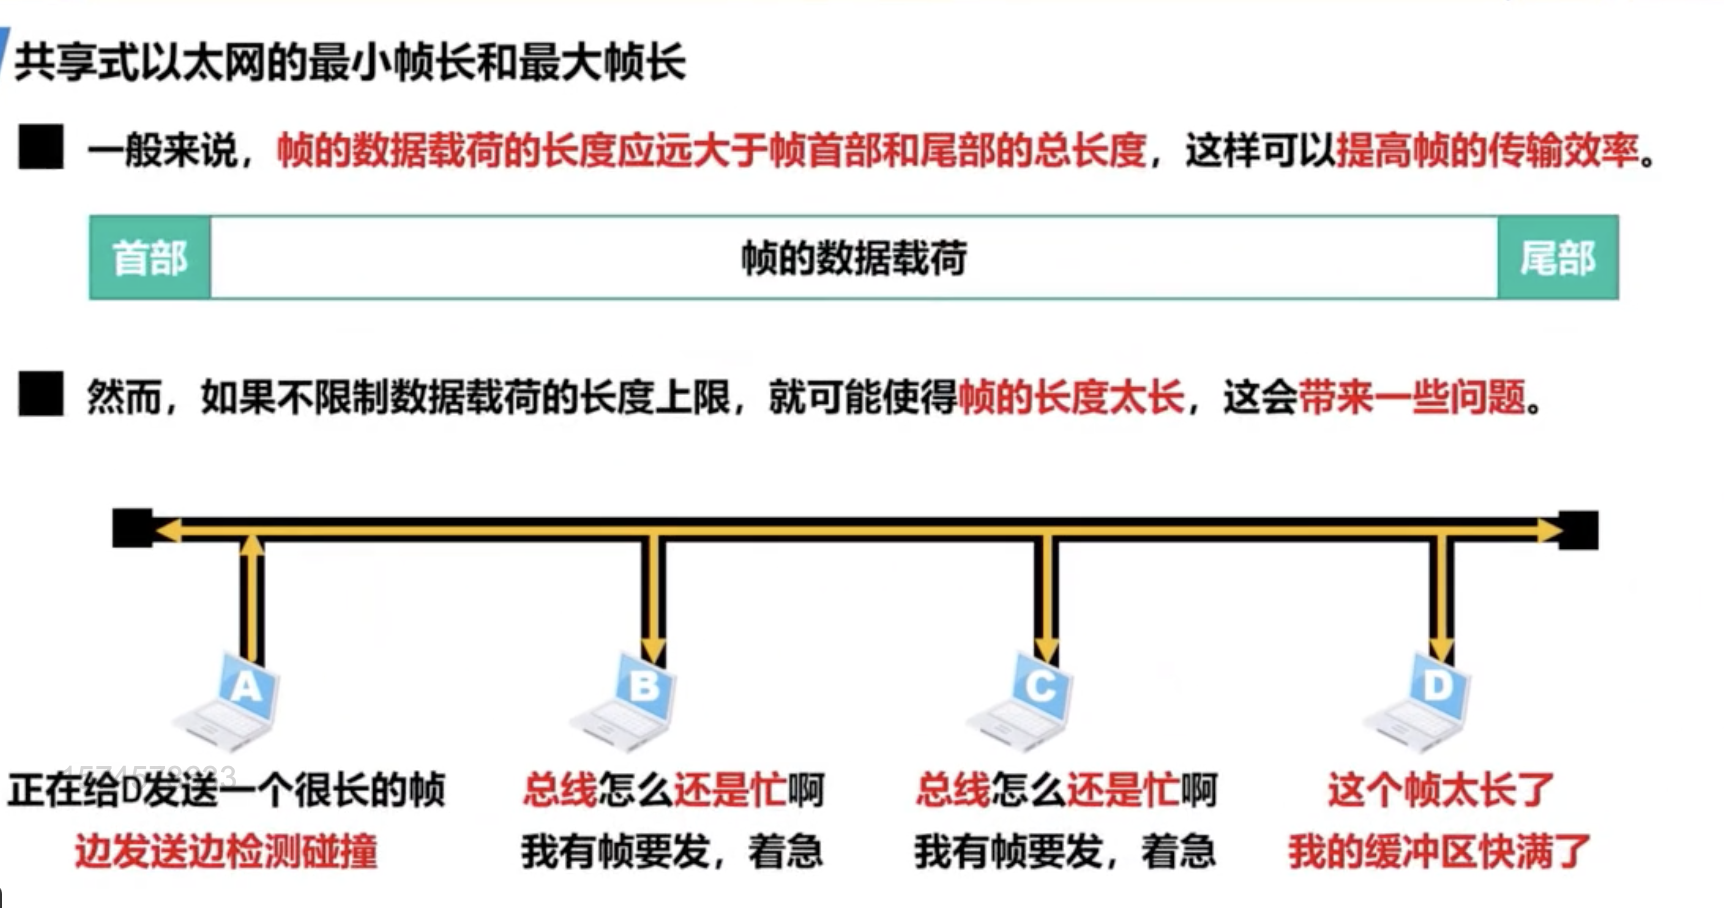 共享式以太网的最小帧长和最大帧长
一般来说，帧的数据载荷的长度应远大于帧首部和尾部的总长度，这样可以提高帧的传输效率。
首部 帧的数据载荷 尾部
然而，如果不限制数据载荷的长度上限，就可能使得帧的长度太长，这会带来一些问题。
A B C D
正在给D发送一个很长的帧
边发送边检测碰撞
总线怎么还是忙啊
我有帧要发，着急
总线怎么还是忙啊
我有帧要发，着急
这个帧太长了
我的缓冲区快满了